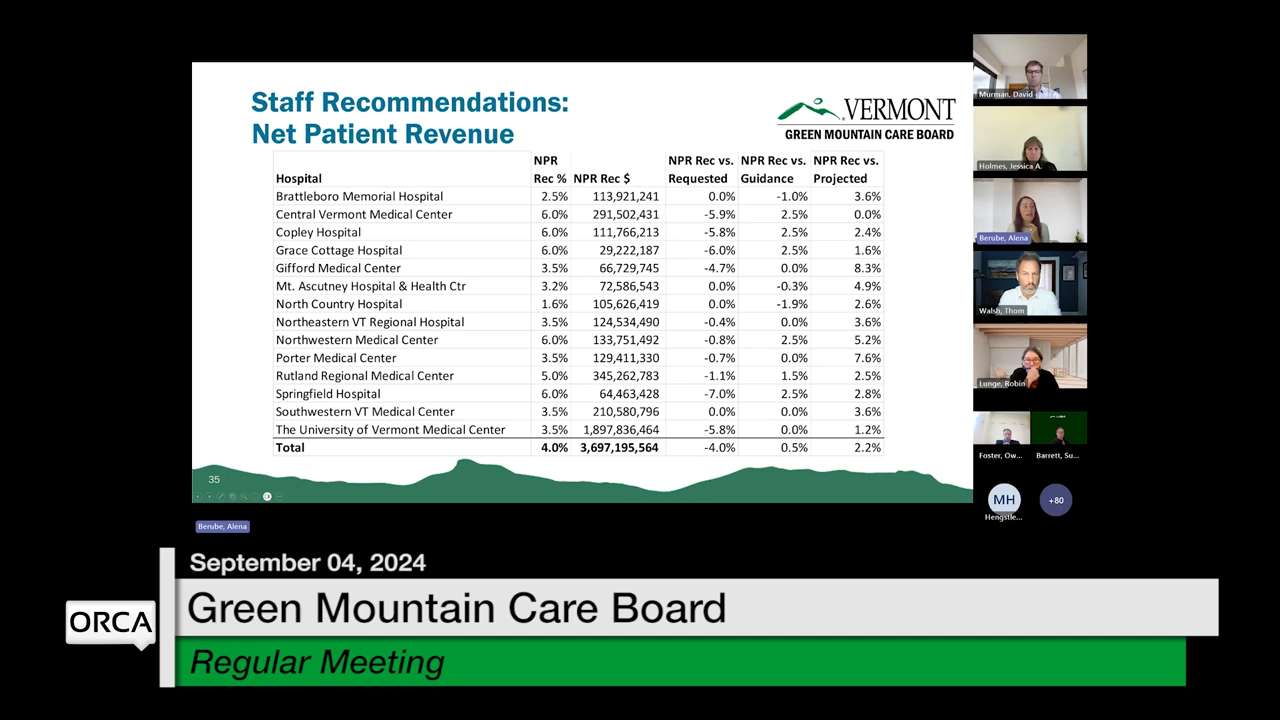 Staff Recommendations:
Net Patient Revenue
VERMONT
GREEN MOUNTAIN CARE BOARD
Hospital NPR Rec % NPR Rec $ NPR Rec vs. Requested NPR Rec vs. Guidance NPR Rec vs. Projected
Brattleboro Memorial Hospital 2.5% 113,921,241 0.0% -1.0% 3.6%
Central Vermont Medical Center 6.0% 291,502,431 -5.9% 2.5% 0.0%
Copley Hospital 6.0% 111,766,213 -5.8% 2.5% 2.4%
Grace Cottage Hospital 6.0% 29,222,187 -6.0% 2.5% 1.6%
Gifford Medical Center 3.5% 66,729,745 -4.7% 0.0% 8.3%
Mt. Ascutney Hospital & Health Ctr 3.2% 72,586,543 0.0% -0.3% 4.9%
North Country Hospital 1.6% 105,626,419 0.0% -1.9% 2.6%
Northeastern VT Regional Hospital 3.5% 124,534,490 -0.4% 0.0% 3.6%
Northwestern Medical Center 6.0% 133,751,492 -0.8% 2.5% 5.2%
Porter Medical Center 3.5% 129,411,330 -0.7% 0.0% 7.6%
Rutland Regional Medical Center 5.0% 345,262,783 -1.1% 1.5% 2.5%
Springfield Hospital 6.0% 64,463,428 -7.0% 2.5% 2.8%
Southwestern VT Medical Center 3.5% 210,580,796 0.0% 0.0% 3.6%
The University of Vermont Medical Center 3.5% 1,897,836,464 -5.8% 0.0% 1.2%
Total 4.0% 3,697,195,564 -4.0% 0.5% 2.2%
35
Berube, Alena
Murman, David
Holmes, Jessica A.
Berube, Alena
Walsh, Thom
Lunge, Robin
Foster, Ow...
Barrett, Su...
MH
Hengstle...
+80
September 04, 2024
ORCA
Green Mountain Care Board
Regular Meeting